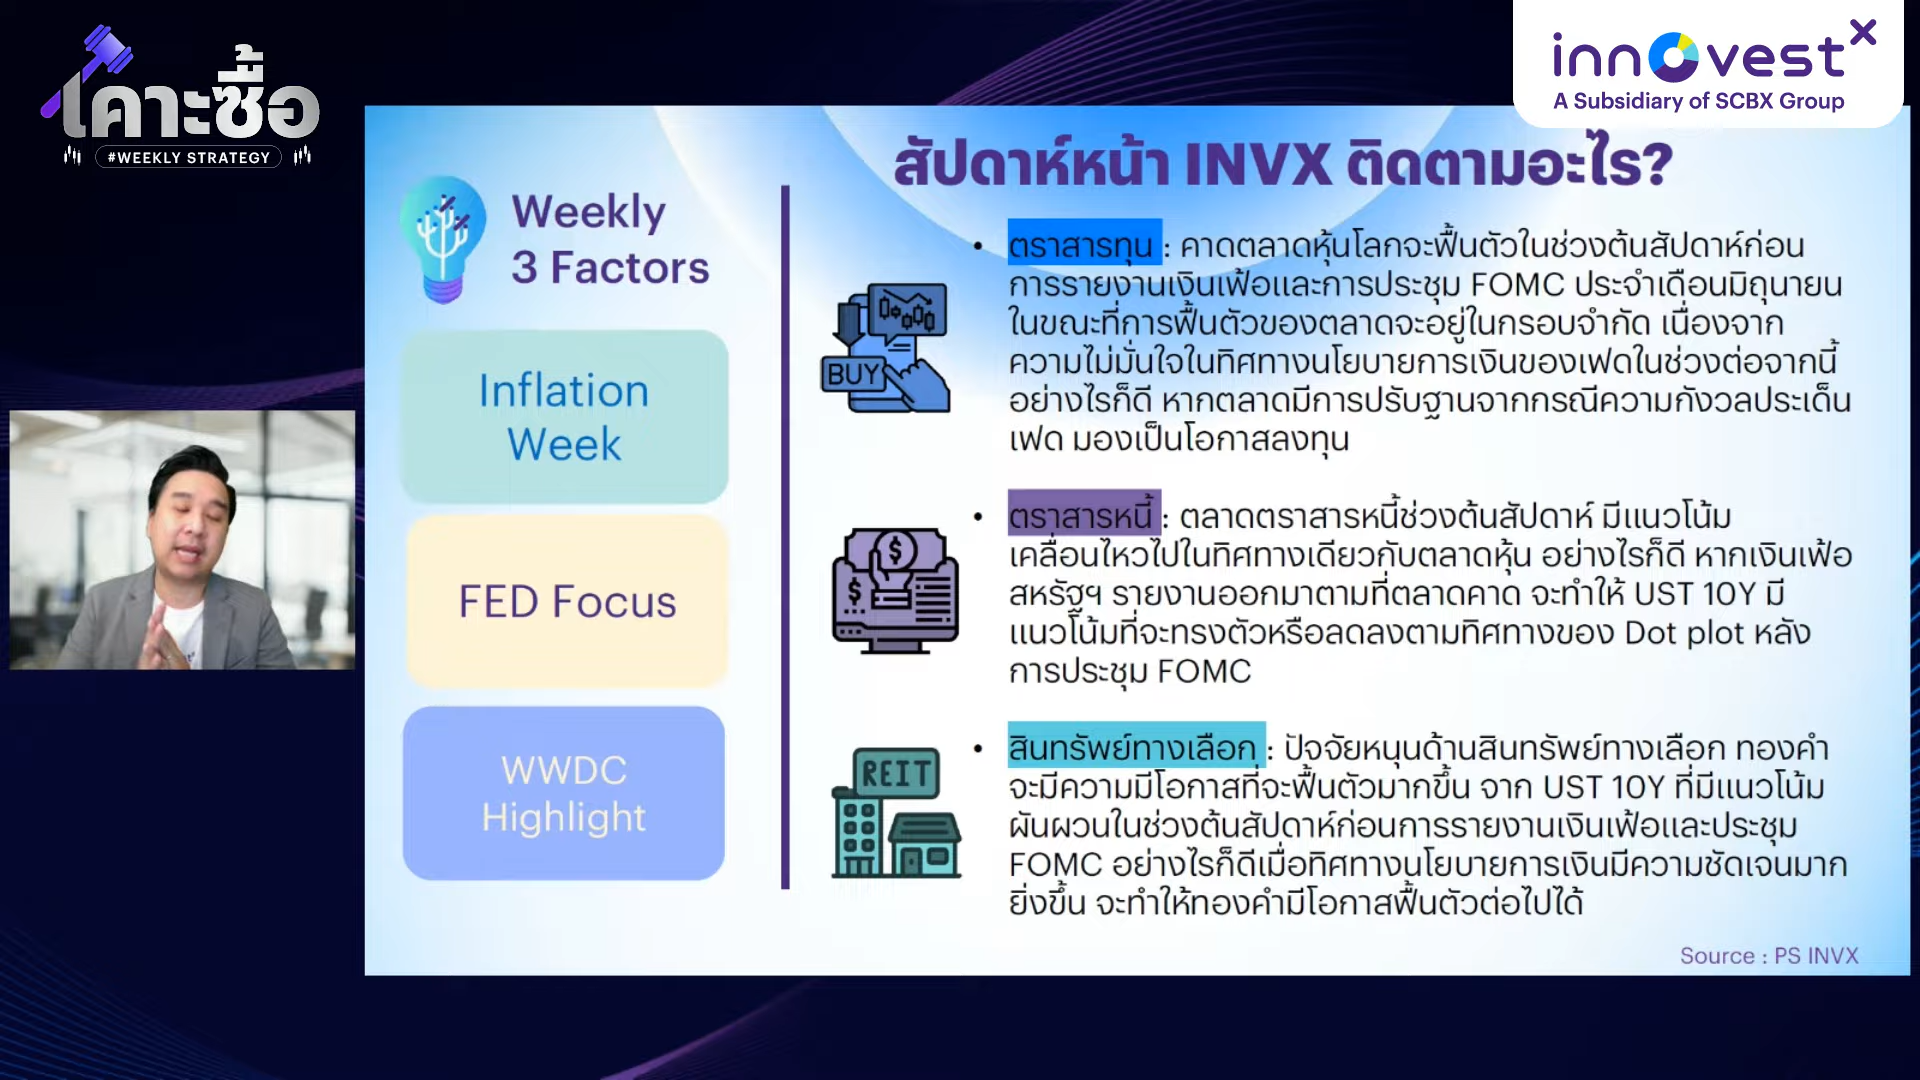 เคาะซื้อ
#WEEKLY STRATEGY
innovestx
A Subsidiary of SCBX Group
สัปดาห์หน้า INVX ติดตามอะไร?
Weekly
3 Factors
Inflation
Week
FED Focus
WWDC
Highlight
BUY
• ตราสารทุน : คาดตลาดหุ้นโลกจะฟื้นตัวในช่วงต้นสัปดาห์ก่อน
การรายงานเงินเฟ้อและการประชุม FOMC ประจำเดือนมิถุนายน
ในขณะที่การฟื้นตัวของตลาดจะอยู่ในกรอบจำกัด เนื่องจาก
ความไม่มั่นใจในทิศทางนโยบายการเงินของเฟดในช่วงต่อจากนี้
อย่างไรก็ดี หากตลาดมีการปรับฐานจากกรณีความกังวลประเด็น
เฟด มองเป็นโอกาสลงทุน
• ตราสารหนี้ : ตลาดตราสารหนี้ช่วงต้นสัปดาห์ มีแนวโน้ม
เคลื่อนไหวไปในทิศทางเดียวกับตลาดหุ้น อย่างไรก็ดี หากเงินเฟ้อ
สหรัฐฯ รายงานออกมาตามที่ตลาดคาด จะทำให้ UST 10Y มี
แนวโน้มที่จะทรงตัวหรือลดลงตามทิศทางของ Dot plot หลัง
การประชุม FOMC
REIT
• สินทรัพย์ทางเลือก : ปัจจัยหนุนด้านสินทรัพย์ทางเลือก ทองคำ
จะมีความมีโอกาสที่จะฟื้นตัวมากขึ้น จาก UST 10Y ที่มีแนวโน้ม
ผันผวนในช่วงต้นสัปดาห์ก่อนการรายงานเงินเฟ้อและประชุม
FOMC อย่างไรก็ดีเมื่อทิศทางนโยบายการเงินมีความชัดเจนมาก
ยิ่งขึ้น จะทำให้ทองคำมีโอกาสฟื้นตัวต่อไปได้
Source : PS INVX